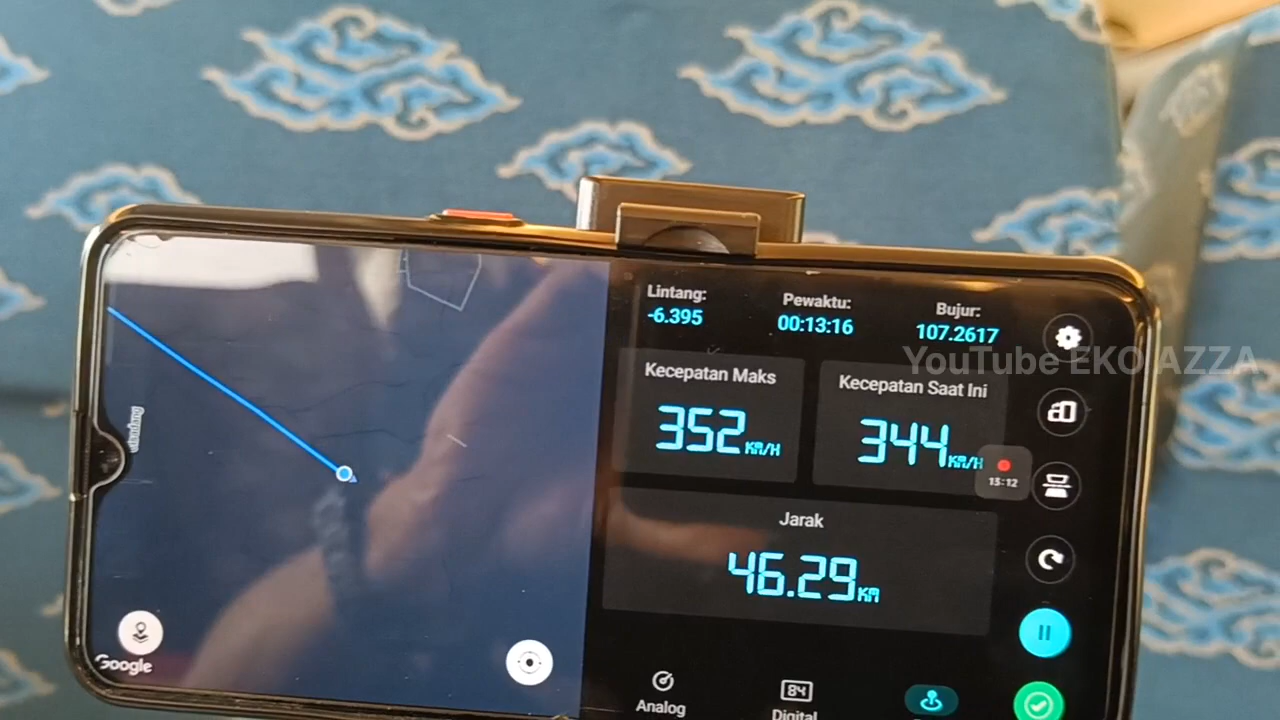 Lintang:
-6.395
Pewaktu:
00:13:16
Bujur:
107.2617
YouTube EKO AZZA
Kecepatan Maks
352 KM/H
Kecepatan Saat Ini
344 KM/H
15:12
Jarak
46.29 KM
Google
Analog
84
Digital